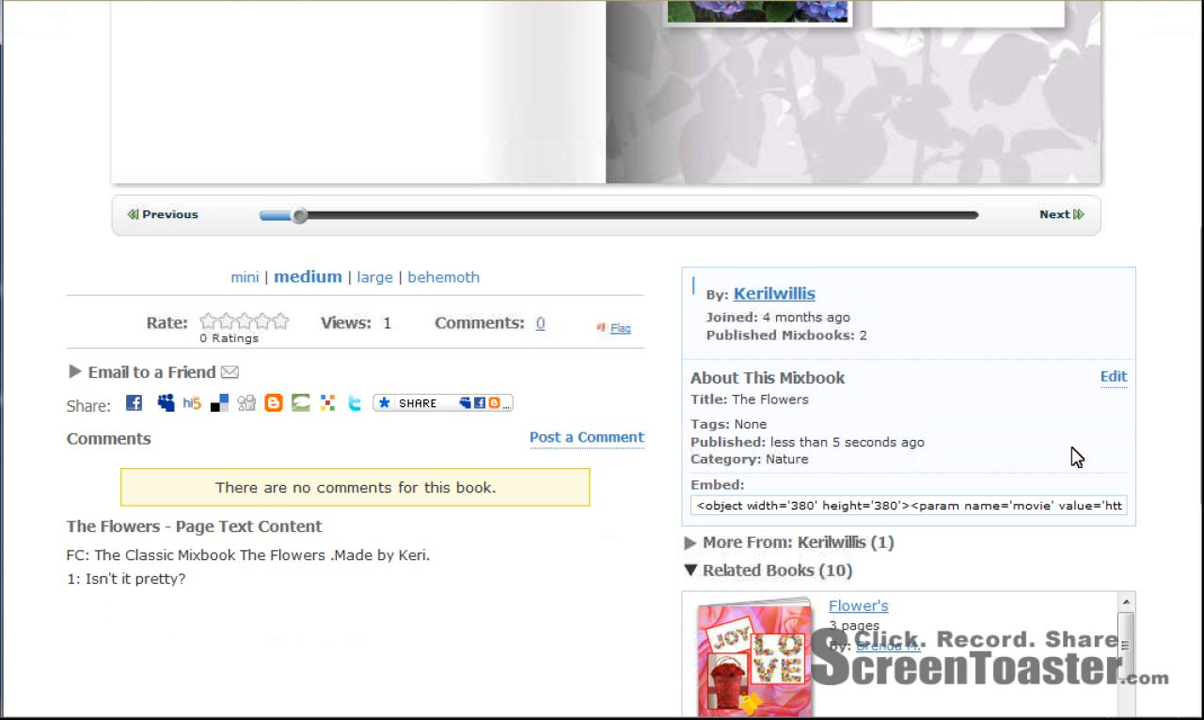 Previous
Next
mini | medium | large | behemoth
Rate:
0 Ratings
Views: 1
Comments: 0
Flag
Email to a Friend
Share:
hi5
SHARE
...
Comments
Post a Comment
There are no comments for this book.
The Flowers - Page Text Content
FC: The Classic Mixbook The Flowers .Made by Keri.
1: Isn't it pretty?
By: Kerilwillis
Joined: 4 months ago
Published Mixbooks: 2
About This Mixbook
Edit
Title: The Flowers
Tags: None
Published: less than 5 seconds ago
Category: Nature
Embed:
<object width='380' height='380'><param name='movie' value='htt
More From: Kerilwillis (1)
Related Books (10)
JOY
LOVE
Flower's
3 pages
By: Brenda M.
Click. Record. Share
ScreenToaster.com